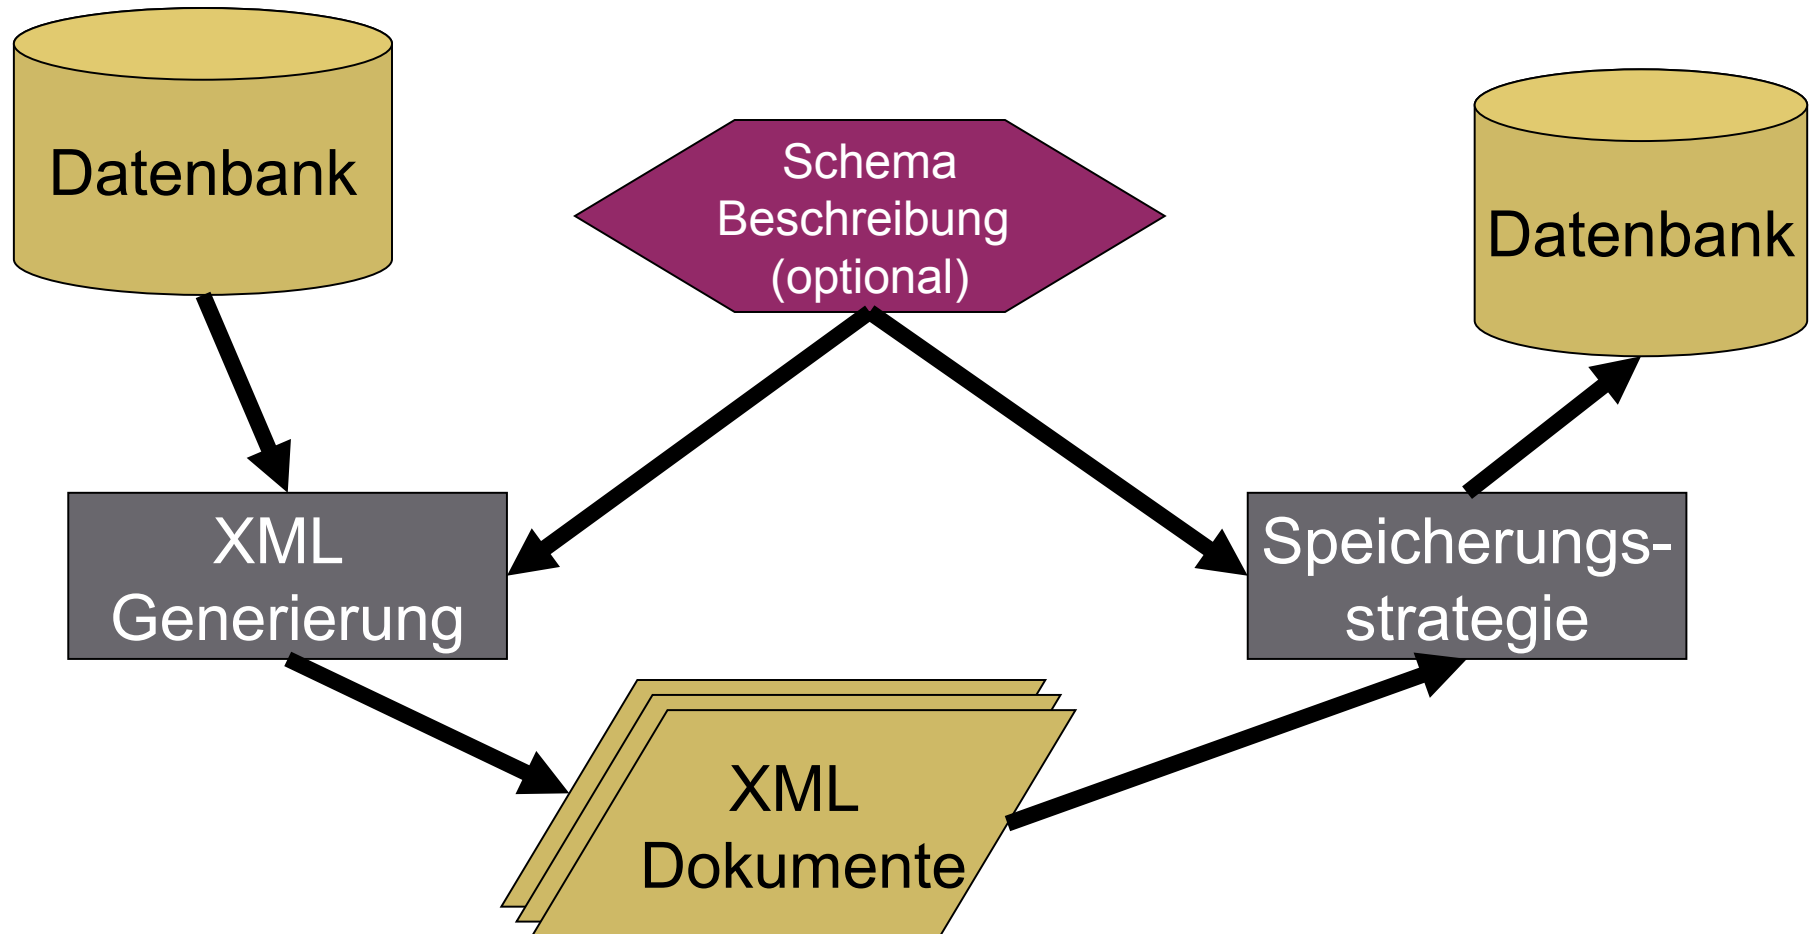 Datenbank
Schema
Beschreibung
(optional)
Datenbank
XML
Generierung
Speicherungs-
strategie
XML
Dokumente